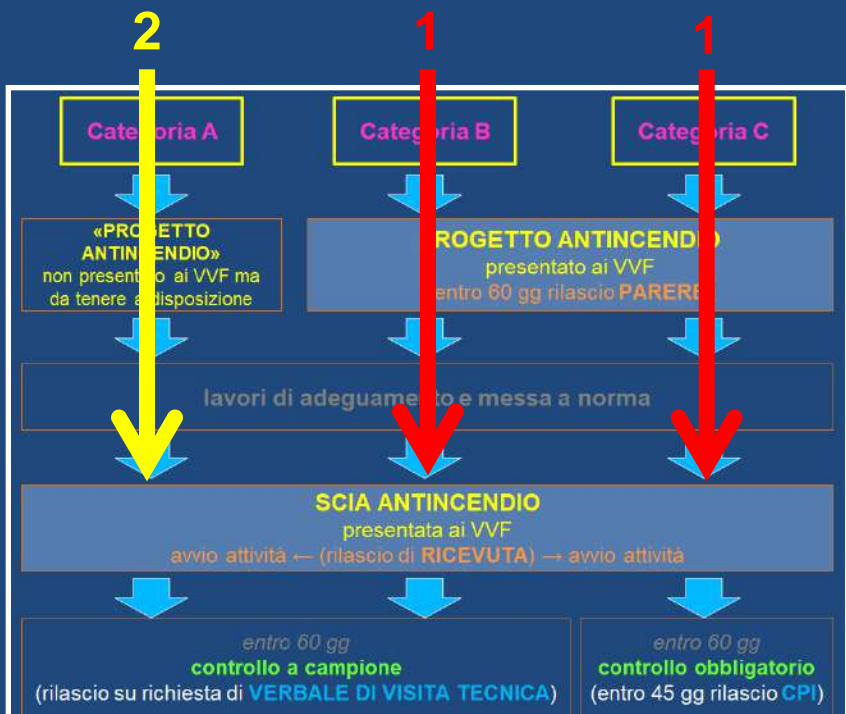 2 1 1
Categoria A Categoria B Categoria C
«PROGETTO
ANTINCENDIO»
non presentato ai VVF ma
da tenere a disposizione
PROGETTO ANTINCENDIO
presentato ai VVF
entro 60 gg rilascio PARERE
lavori di adeguamento e messa a norma
SCIA ANTINCENDIO
presentata ai VVF
avvio attività ← (rilascio di RICEVUTA) → avvio attività
entro 60 gg
controllo a campione
(rilascio su richiesta di VERBALE DI VISITA TECNICA)
entro 60 gg
controllo obbligatorio
(entro 45 gg rilascio CPI)